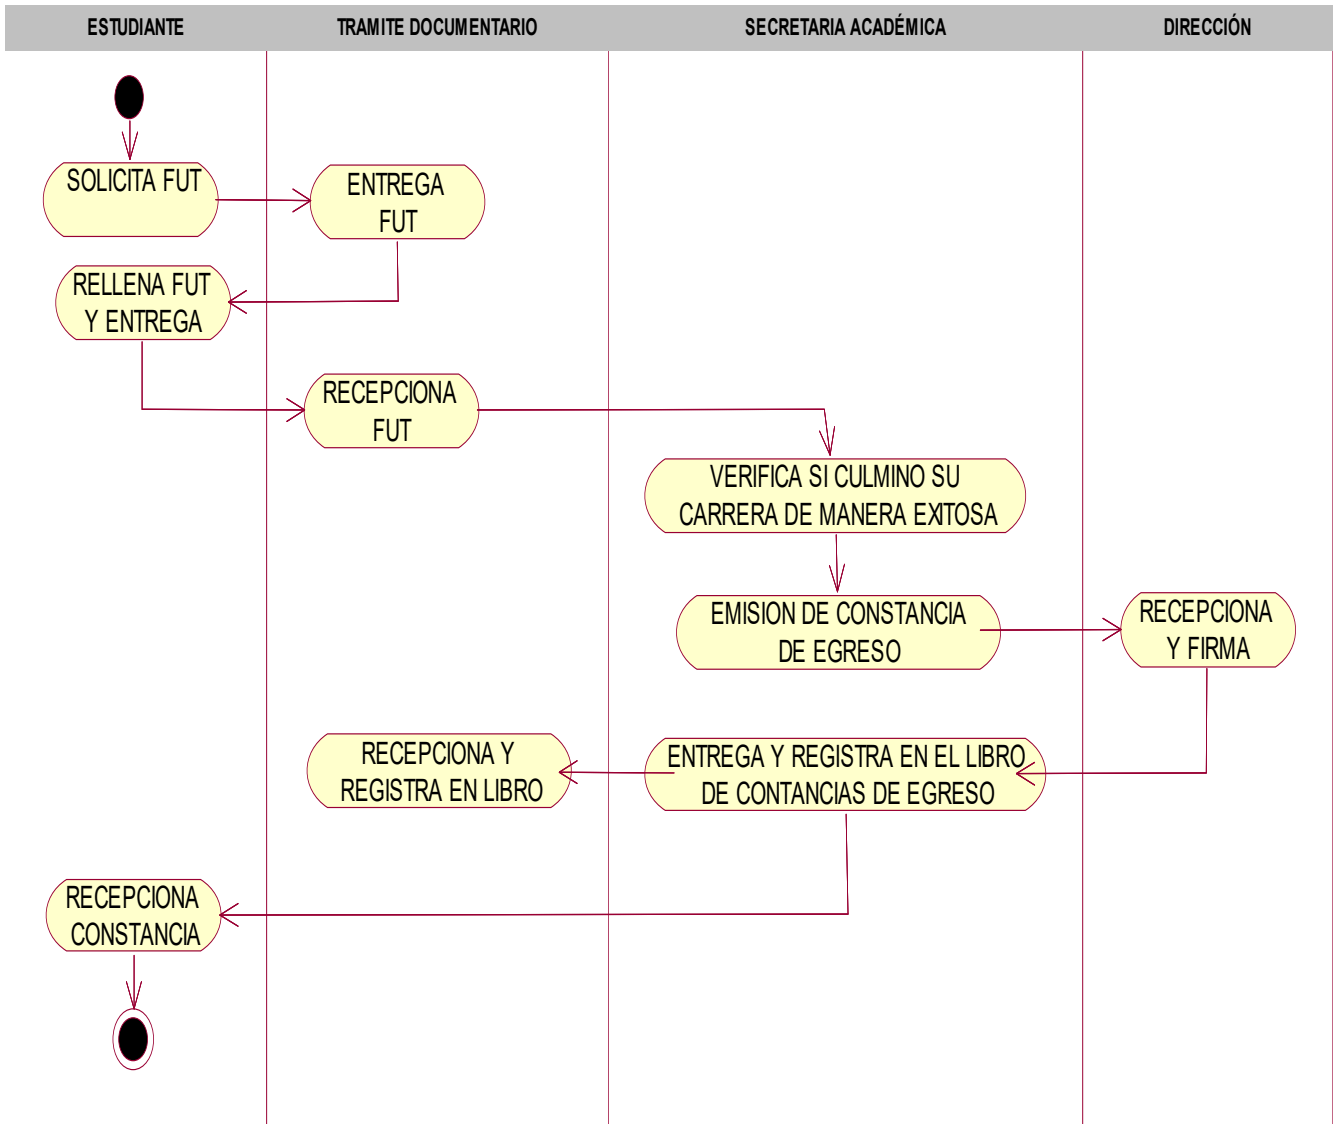 ESTUDIANTE
TRAMITE DOCUMENTARIO
SECRETARIA ACADÉMICA
DIRECCIÓN
SOLICITA FUT
ENTREGA
FUT
RELLENA FUT
Y ENTREGA
RECEPCIONA
FUT
VERIFICA SI CULMINO SU
CARRERA DE MANERA EXITOSA
EMISION DE CONSTANCIA
DE EGRESO
RECEPCIONA
Y FIRMA
RECEPCIONA Y
REGISTRA EN LIBRO
ENTREGA Y REGISTRA EN EL LIBRO
DE CONTANCIAS DE EGRESO
RECEPCIONA
CONSTANCIA